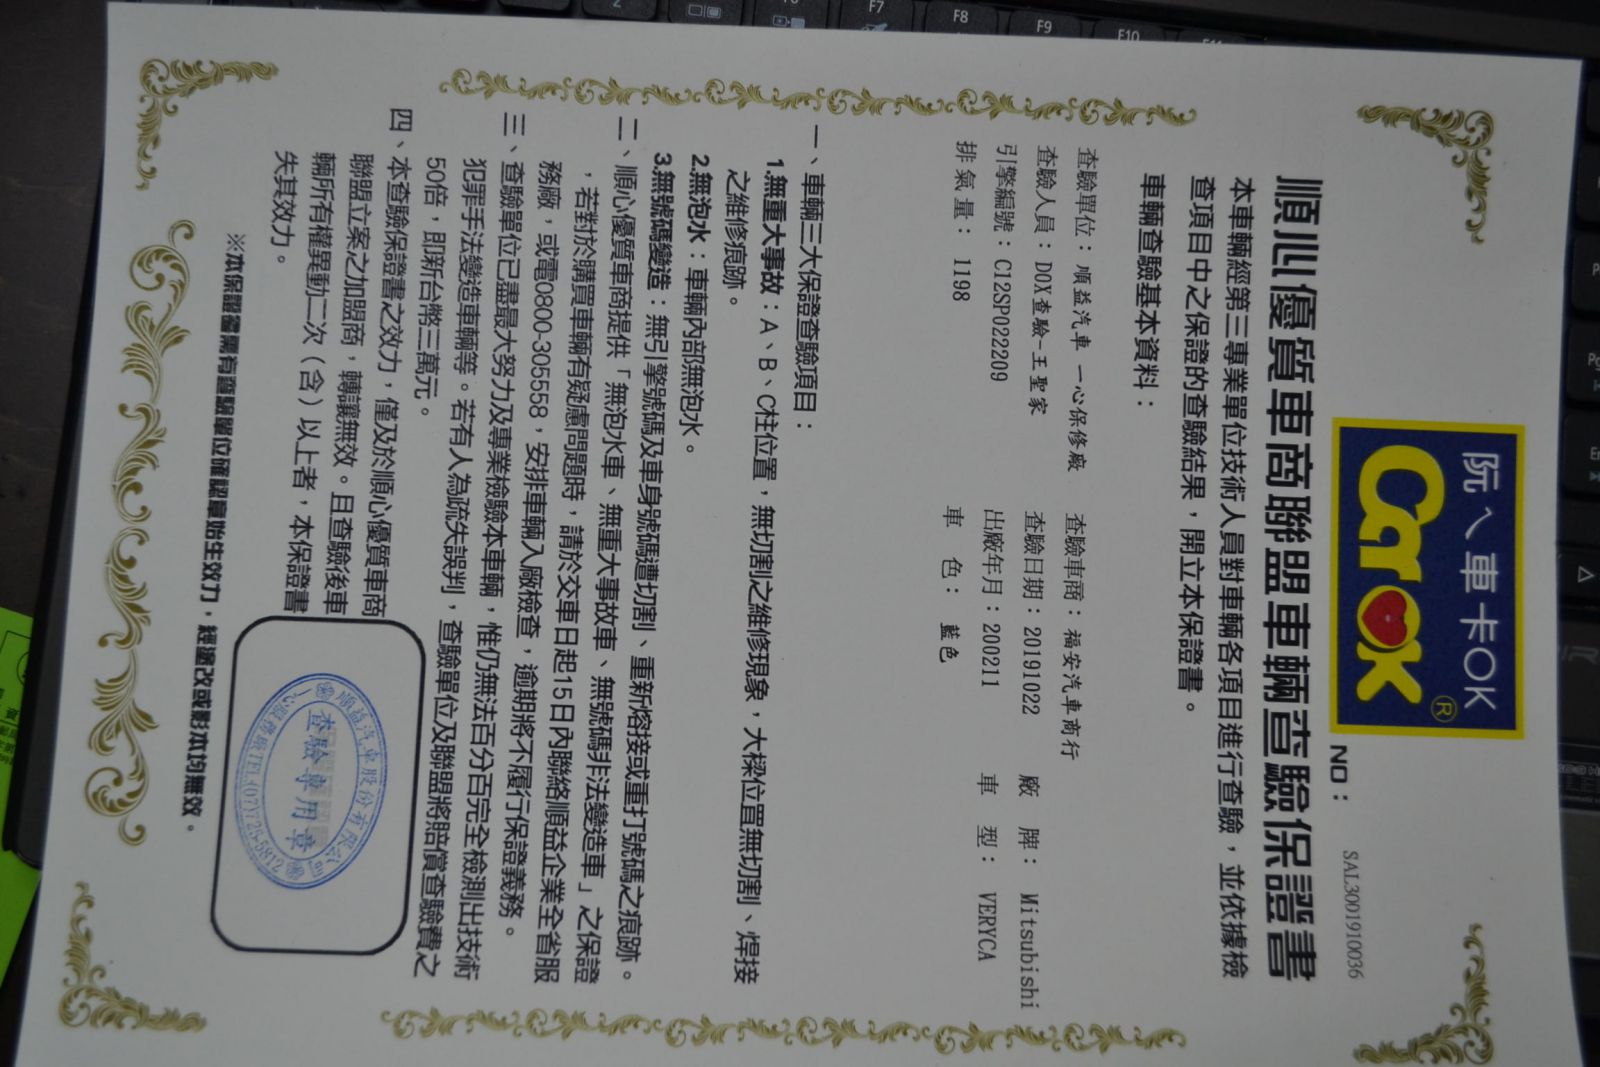 阮ㄟ車卡OK
CarOK®
NO： SAL3001910036
順心優質車商聯盟車輛查驗保證書
本車輛經第三專業單位技術人員對車輛各項目進行查驗，並依據檢
查項目中之保證的查驗結果，開立本保證書。
車輛查驗基本資料：
查驗單位：順益汽車 一心保修廠 查驗車商：福安汽車商行
查驗人員：DOX查驗-王聖家 查驗日期：20191022 廠 牌：Mitsubishi
引擎編號：C12SP022209 出廠年月：200211 車 型：VERYCA
排 氣 量：1198 車 色：藍色
一、車輛三大保證查驗項目：
1.無重大事故：A、B、C柱位置，無切割之維修現象，大樑位置無切割、焊接
之維修痕跡。
2.無泡水：車輛內部無泡水。
3.無號碼變造：無引擎號碼及車身號碼遭切割、重新熔接或重打號碼之痕跡。
二、順心優質車商提供「無泡水車、無重大事故車、無號碼非法變造車」之保證
，若對於購買車輛有疑慮問題時，請於交車日起15日內聯絡順益企業全省服
務廠，或電0800-305558，安排車輛入廠檢查，逾期將不履行保證義務。
三、查驗單位已盡最大努力及專業檢驗本車輛，惟仍無法百分百完全檢測出技術
犯罪手法變造車輛等。若有人為疏失誤判，查驗單位及聯盟將賠償查驗費之
50倍，即新台幣三萬元。
四、本查驗保證書之效力，僅及於順心優質車商
聯盟立案之加盟商，轉讓無效。且查驗後車
輛所有權異動二次（含）以上者，本保證書
失其效力。
順益汽車股份有限公司
查驗專用章
一心服務廠TEL:(07)725-5812
※本保證書需有查驗單位確認章始生效力，經塗改或影本均無效。
F7
F8
F9
F10